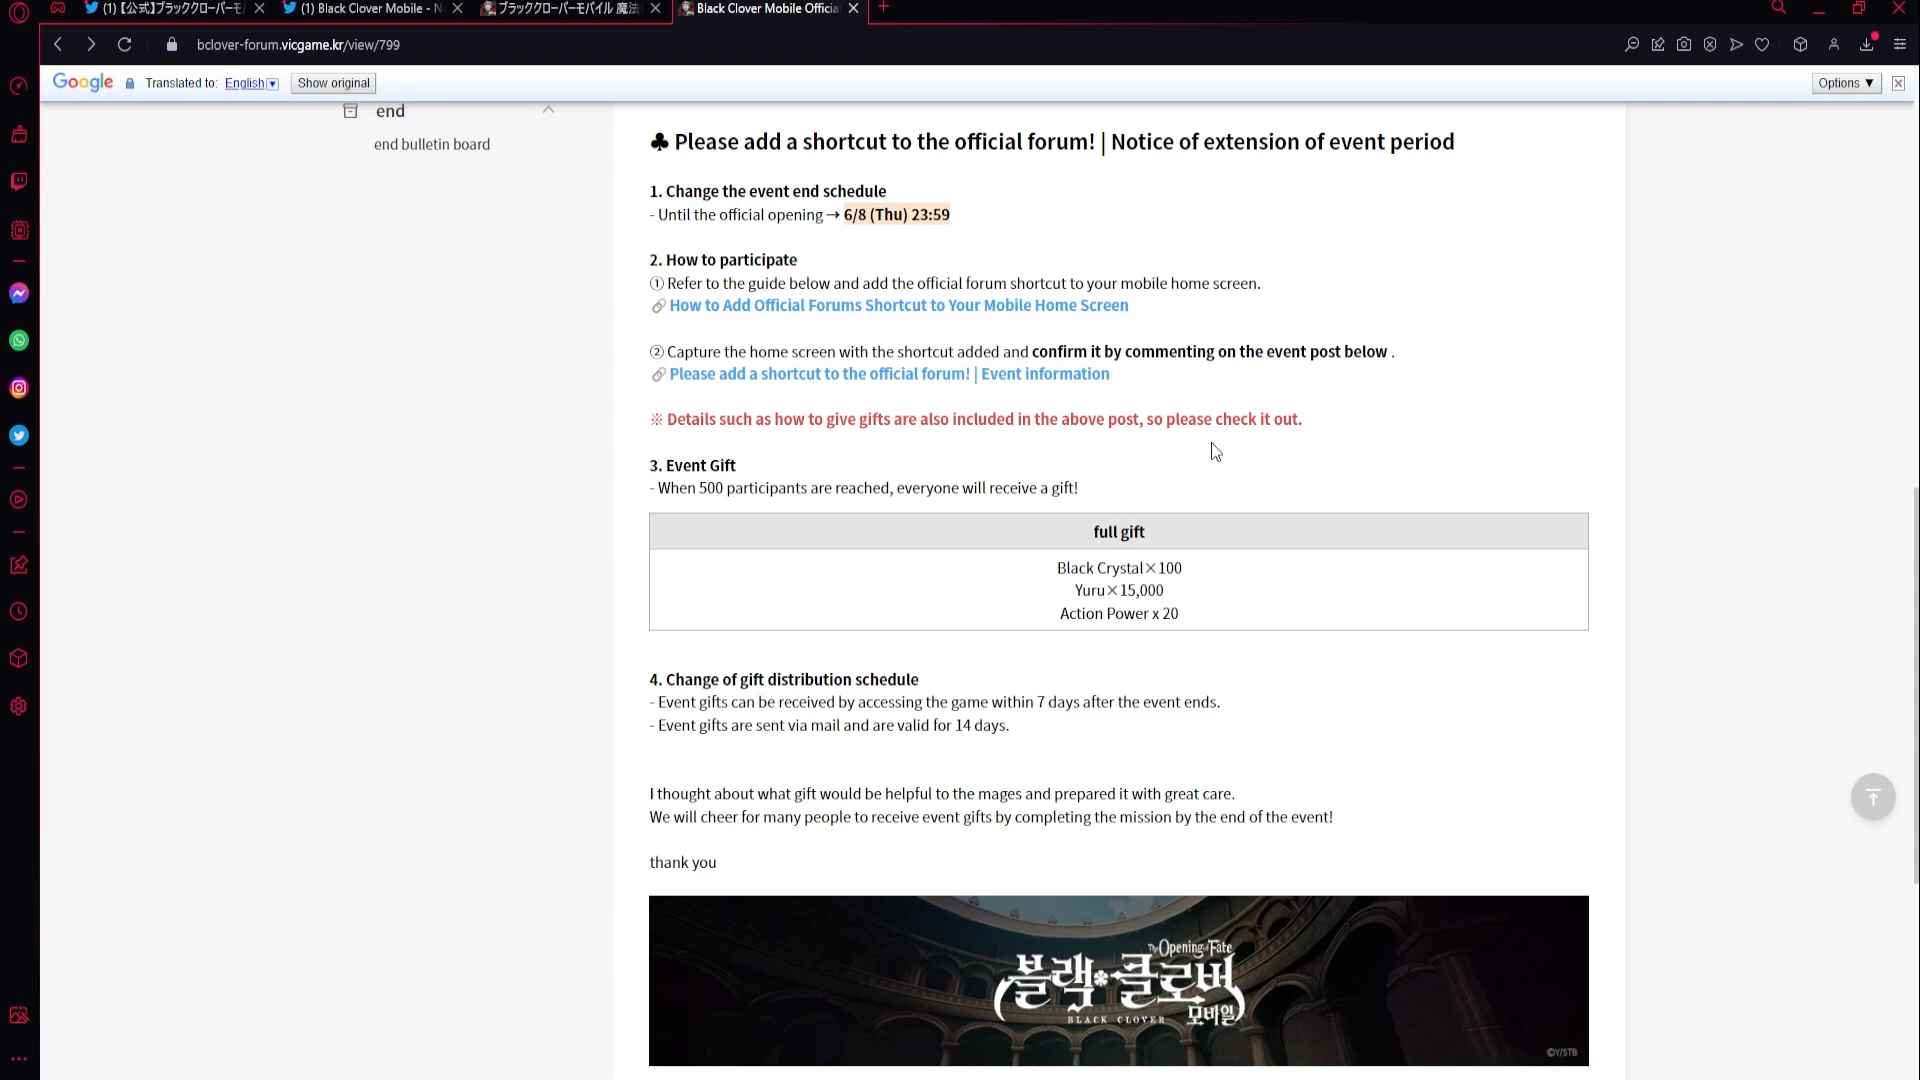 (1)【公式】ブラッククローバーモバ
(1) Black Clover Mobile - N
ブラッククローバーモバイル 魔法
Black Clover Mobile Officia
bclover-forum.vicgame.kr/view/799
Google Translated to: English Show original Options ▼
end
end bulletin board
♣ Please add a shortcut to the official forum! | Notice of extension of event period
1. Change the event end schedule
- Until the official opening → 6/8 (Thu) 23:59
2. How to participate
① Refer to the guide below and add the official forum shortcut to your mobile home screen.
How to Add Official Forums Shortcut to Your Mobile Home Screen
② Capture the home screen with the shortcut added and confirm it by commenting on the event post below .
Please add a shortcut to the official forum! | Event information
※ Details such as how to give gifts are also included in the above post, so please check it out.
3. Event Gift
- When 500 participants are reached, everyone will receive a gift!
full gift
Black Crystal×100
Yuru×15,000
Action Power x 20
4. Change of gift distribution schedule
- Event gifts can be received by accessing the game within 7 days after the event ends.
- Event gifts are sent via mail and are valid for 14 days.
I thought about what gift would be helpful to the mages and prepared it with great care.
We will cheer for many people to receive event gifts by completing the mission by the end of the event!
thank you
The Opening of Fate
블랙클로버
BLACK CLOVER 모바일
©Y/STB